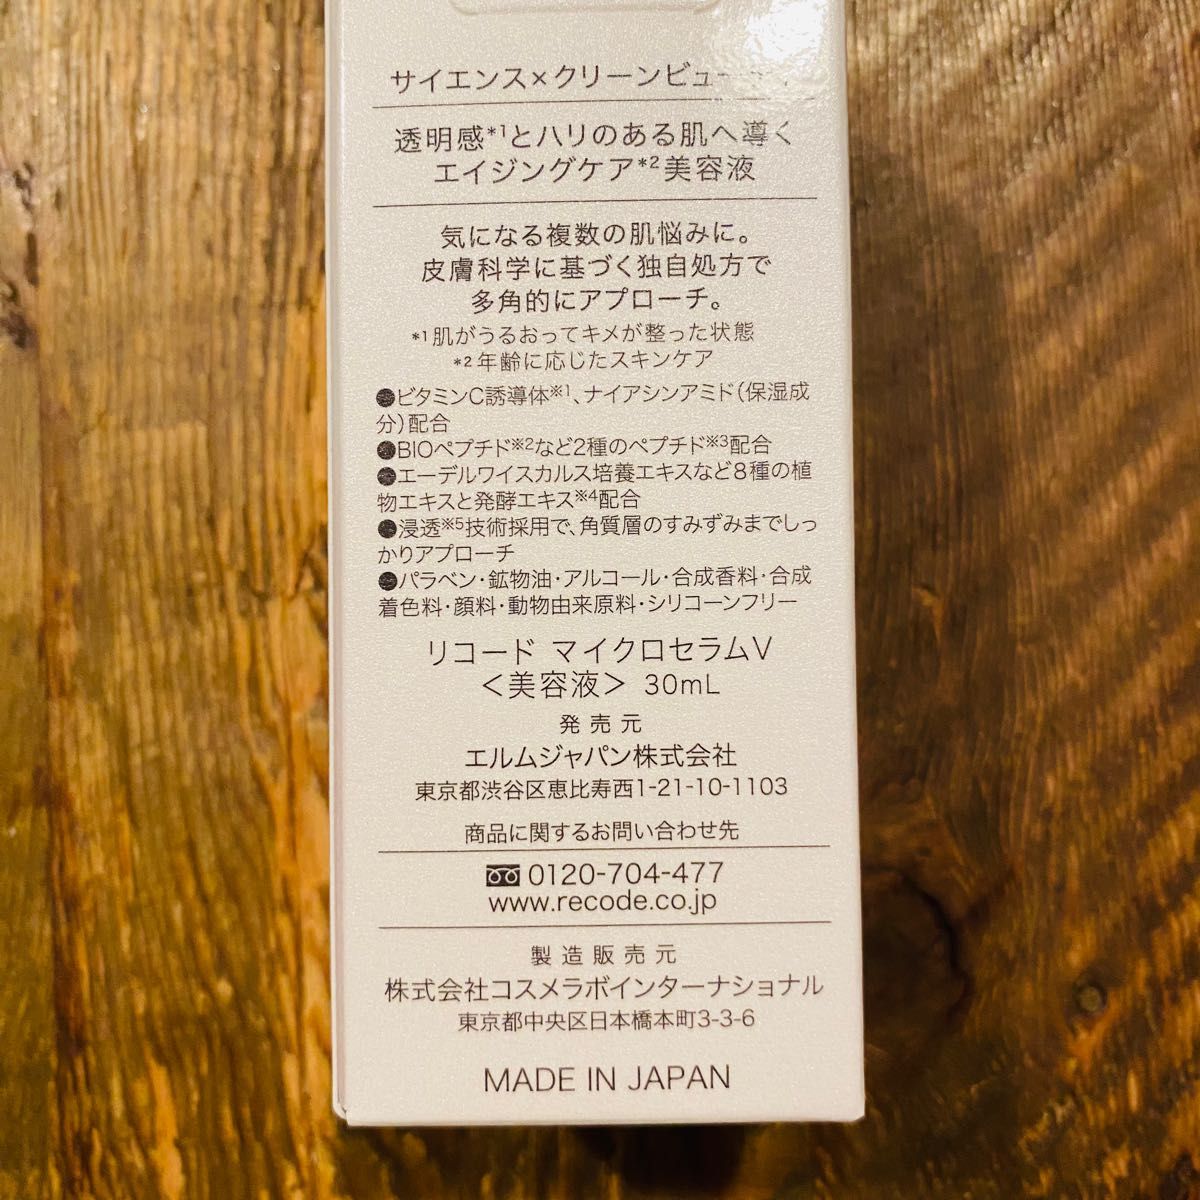 サイエンス×クリーンビュー
透明感*1とハリのある肌へ導く
エイジングケア*2美容液
気になる複数の肌悩みに。
皮膚科学に基づく独自処方で
多角的にアプローチ。
*1肌がうるおってキメが整った状態
*2年齢に応じたスキンケア
●ビタミンC誘導体※1、ナイアシンアミド(保湿成
分)配合
●BIOペプチド※2など2種のペプチド※3配合
●エーデルワイスカルス培養エキスなど8種の植
物エキスと発酵エキス※4配合
●浸透※5技術採用で、角質層のすみずみまでしっ
かりアプローチ
●パラベン・鉱物油・アルコール・合成香料・合成
着色料・顔料・動物由来原料・シリコーンフリー
リコード マイクロセラムV
＜美容液＞ 30mL
発売元
エルムジャパン株式会社
東京都渋谷区恵比寿西1-21-10-1103
商品に関するお問い合わせ先
0120-704-477
www.recode.co.jp
製造販売元
株式会社コスメラボインターナショナル
東京都中央区日本橋本町3-3-6
MADE IN JAPAN